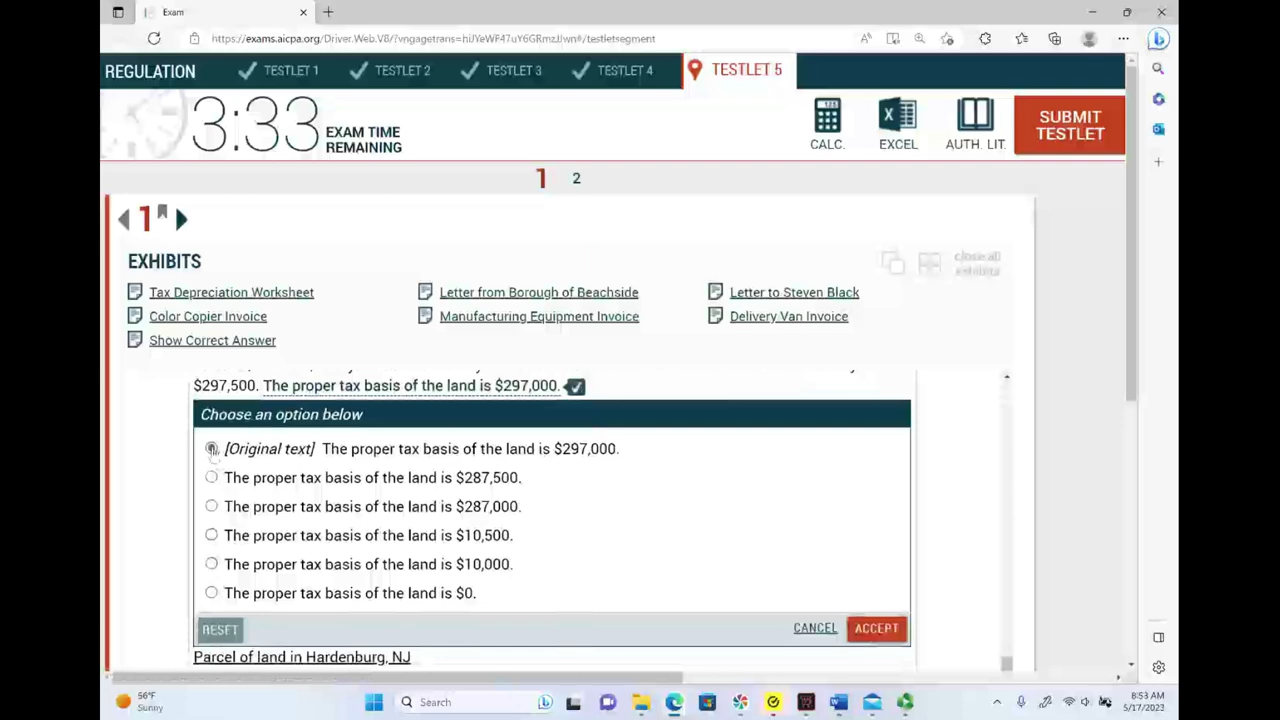 Exam
https://exams.aicpa.org/Driver.Web.V8/?vngagetrans=hiJYeWF47uY6GRmzJJwn#/testletsegment
REGULATION TESTLET 1 TESTLET 2 TESTLET 3 TESTLET 4 TESTLET 5
3:33 EXAM TIME REMAINING
CALC. EXCEL AUTH. LIT. SUBMIT TESTLET
1 2
1
EXHIBITS close all exhibits
Tax Depreciation Worksheet Letter from Borough of Beachside Letter to Steven Black
Color Copier Invoice Manufacturing Equipment Invoice Delivery Van Invoice
Show Correct Answer
$297,500. The proper tax basis of the land is $297,000.
Choose an option below
[Original text] The proper tax basis of the land is $297,000.
The proper tax basis of the land is $287,500.
The proper tax basis of the land is $287,000.
The proper tax basis of the land is $10,500.
The proper tax basis of the land is $10,000.
The proper tax basis of the land is $0.
RESET CANCEL ACCEPT
Parcel of land in Hardenburg, NJ
56°F
Sunny
Search
8:53 AM
5/17/2023